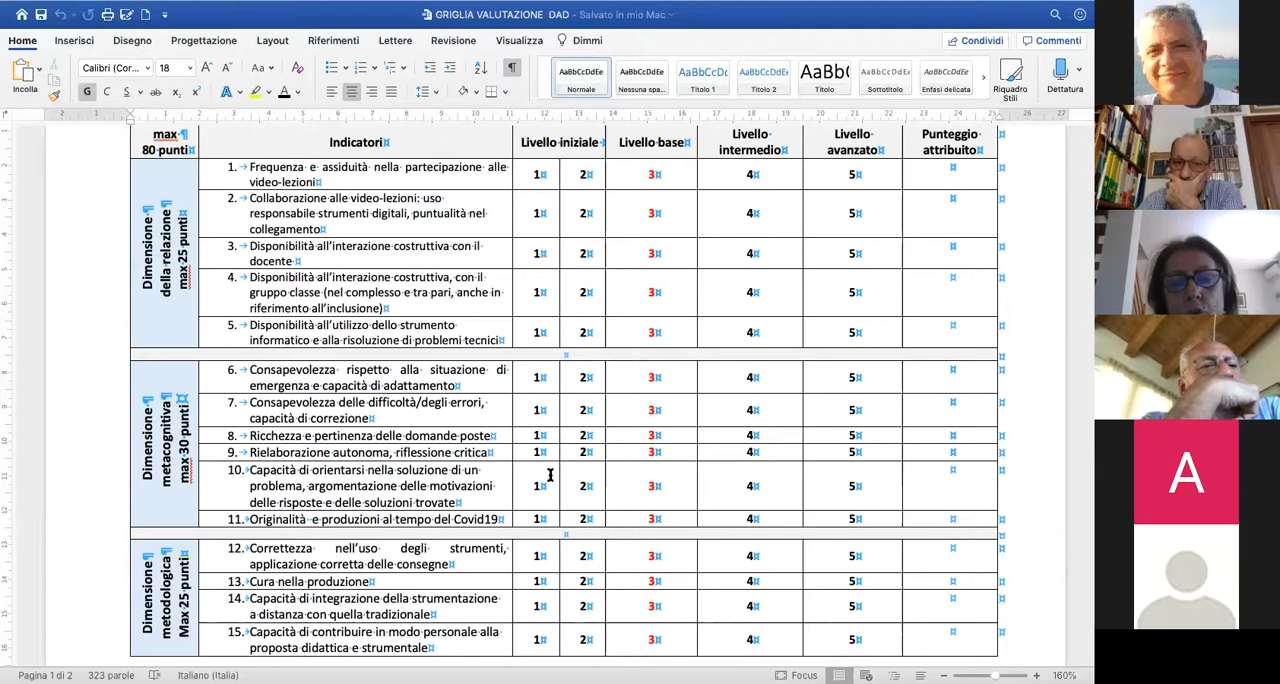 GRIGLIA VALUTAZIONE DAD - Salvato in mio Mac
Home Inserisci Disegno Progettazione Layout Riferimenti Lettere Revisione Visualizza Dimmi
Condividi Commenti
Incolla
Calibri (Cor... 18
AaBbCcDdEe AaBbCcDdEe AaBbCcDc AaBbCcDdEe AaBb( AaBbCcDdEe AaBbCcDdEe
Normale Nessuna spa... Titolo 1 Titolo 2 Titolo Sottotitolo Enfasi delicata
Riquadro
Stili
Dettatura
max
80 punti
Indicatori
Livello iniziale
Livello base
Livello
intermedio
Livello
avanzato
Punteggio
attribuito
Dimensione
della relazione
max 25 punti
1. Frequenza e assiduità nella partecipazione alle
video-lezioni
1 2 3 4 5
2. Collaborazione alle video-lezioni: uso
responsabile strumenti digitali, puntualità nel
collegamento
1 2 3 4 5
3. Disponibilità all'interazione costruttiva con il
docente
1 2 3 4 5
4. Disponibilità all'interazione costruttiva, con il
gruppo classe (nel complesso e tra pari, anche in
riferimento all'inclusione)
1 2 3 4 5
5. Disponibilità all'utilizzo dello strumento
informatico e alla risoluzione di problemi tecnici
1 2 3 4 5
Dimensione
metacognitiva
max 30 punti
6. Consapevolezza rispetto alla situazione di
emergenza e capacità di adattamento
1 2 3 4 5
7. Consapevolezza delle difficoltà/degli errori,
capacità di correzione
1 2 3 4 5
8. Ricchezza e pertinenza delle domande poste
1 2 3 4 5
9. Rielaborazione autonoma, riflessione critica
1 2 3 4 5
10. Capacità di orientarsi nella soluzione di un
problema, argomentazione delle motivazioni
delle risposte e delle soluzioni trovate
1 2 3 4 5
11. Originalità e produzioni al tempo del Covid19
1 2 3 4 5
Dimensione
metodologica
Max 25 punti
12. Correttezza nell'uso degli strumenti,
applicazione corretta delle consegne
1 2 3 4 5
13. Cura nella produzione
1 2 3 4 5
14. Capacità di integrazione della strumentazione
a distanza con quella tradizionale
1 2 3 4 5
15. Capacità di contribuire in modo personale alla
proposta didattica e strumentale
1 2 3 4 5
Pagina 1 di 2 323 parole Italiano (Italia) Focus 160%
A